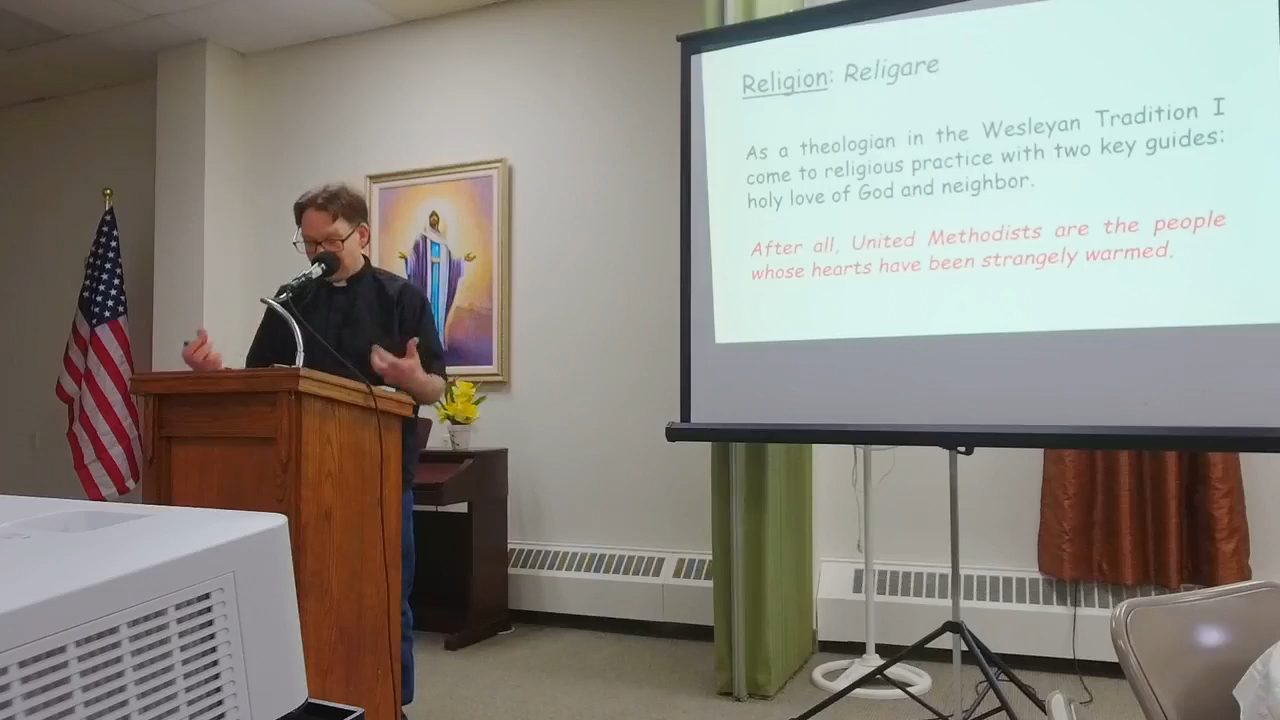 Religion: Religare
As a theologian in the Wesleyan Tradition I
come to religious practice with two key guides:
holy love of God and neighbor.
After all, United Methodists are the people
whose hearts have been strangely warmed.